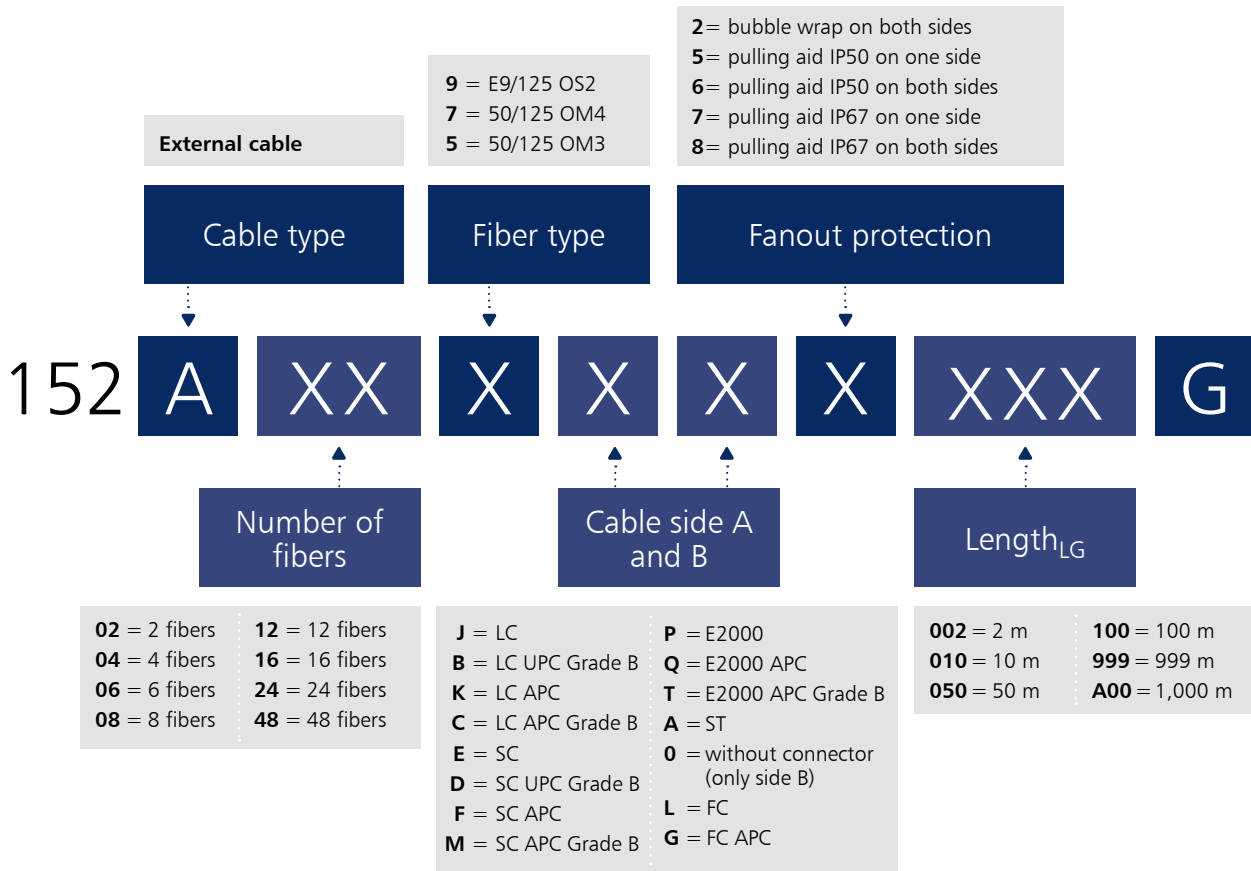 2= bubble wrap on both sides
5= pulling aid IP50 on one side
6= pulling aid IP50 on both sides
7= pulling aid IP67 on one side
8= pulling aid IP67 on both sides
9 = E9/125 OS2
7 = 50/125 OM4
5 = 50/125 OM3
External cable
Cable type
Fiber type
Fanout protection
152 A XX X X X X XXX G
Number of
fibers
Cable side A
and B
LengthLG
02 = 2 fibers
04 = 4 fibers
06 = 6 fibers
08 = 8 fibers
12 = 12 fibers
16 = 16 fibers
24 = 24 fibers
48 = 48 fibers
J = LC
B = LC UPC Grade B
K = LC APC
C = LC APC Grade B
E = SC
D = SC UPC Grade B
F = SC APC
M = SC APC Grade B
P = E2000
Q = E2000 APC
T = E2000 APC Grade B
A = ST
0 = without connector
(only side B)
L = FC
G = FC APC
002 = 2 m
010 = 10 m
050 = 50 m
100 = 100 m
999 = 999 m
A00 = 1,000 m